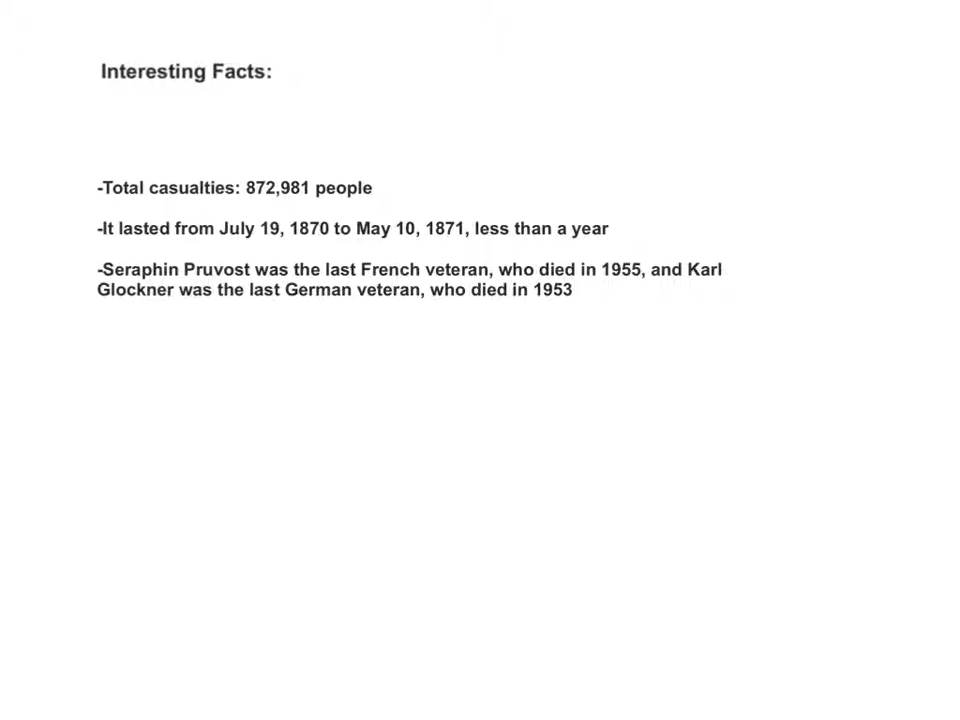 Interesting Facts:
-Total casualties: 872,981 people
-It lasted from July 19, 1870 to May 10, 1871, less than a year
-Seraphin Pruvost was the last French veteran, who died in 1955, and Karl
Glockner was the last German veteran, who died in 1953